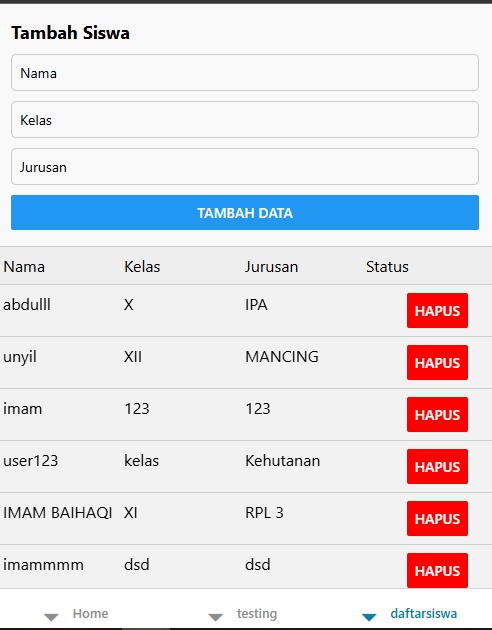 Tambah Siswa
Nama
Kelas
Jurusan
TAMBAH DATA
Nama Kelas Jurusan Status
abdulll X IPA HAPUS
unyil XII MANCING HAPUS
imam 123 123 HAPUS
user123 kelas Kehutanan HAPUS
IMAM BAIHAQI XI RPL 3 HAPUS
imammmm dsd dsd HAPUS
Home testing daftarsiswa